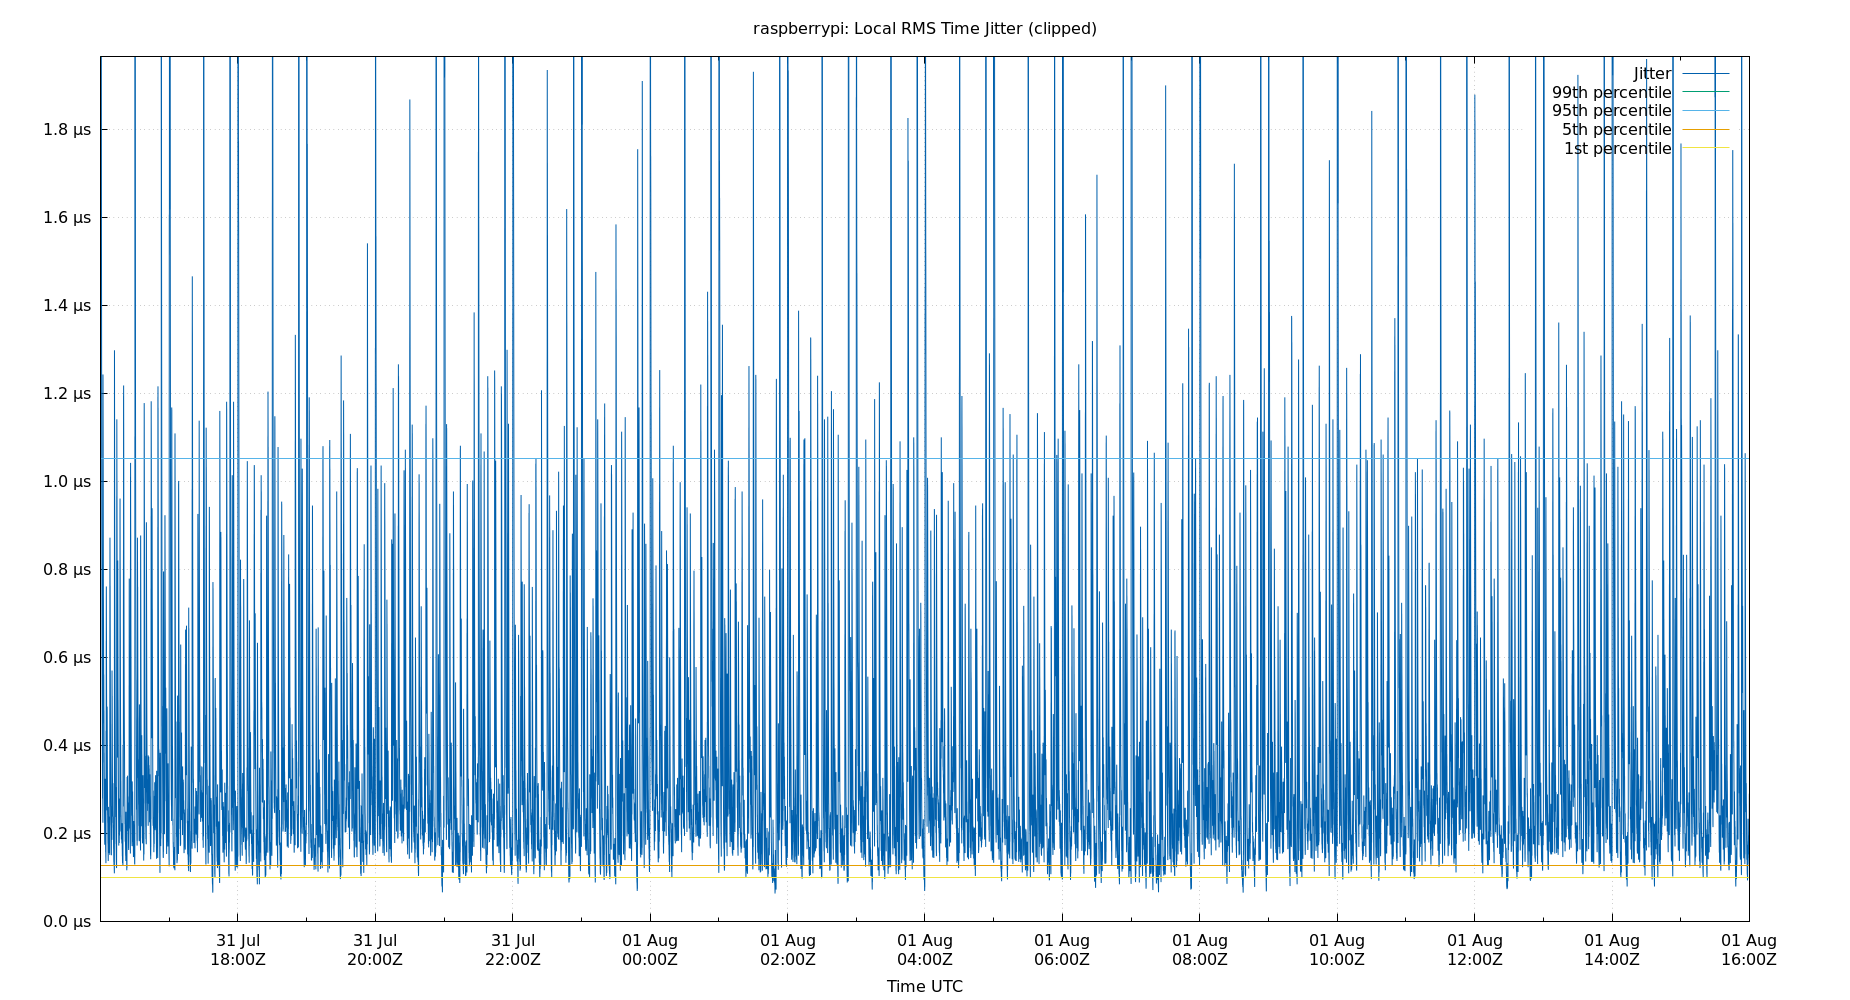 raspberrypi: Local RMS Time Jitter (clipped)
Jitter
99th percentile
95th percentile
5th percentile
1st percentile
1.8 µs
1.6 µs
1.4 µs
1.2 µs
1.0 µs
0.8 µs
0.6 µs
0.4 µs
0.2 µs
0.0 µs
31 Jul 31 Jul 31 Jul 01 Aug 01 Aug 01 Aug 01 Aug 01 Aug 01 Aug 01 Aug 01 Aug 01 Aug
18:00Z 20:00Z 22:00Z 00:00Z 02:00Z 04:00Z 06:00Z 08:00Z 10:00Z 12:00Z 14:00Z 16:00Z
Time UTC